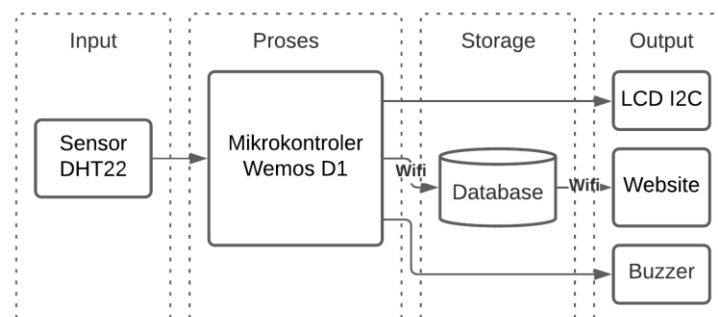 Input
Proses
Storage
Output
Sensor
DHT22
Mikrokontroler
Wemos D1
Wifi
Database
Wifi
LCD I2C
Website
Buzzer